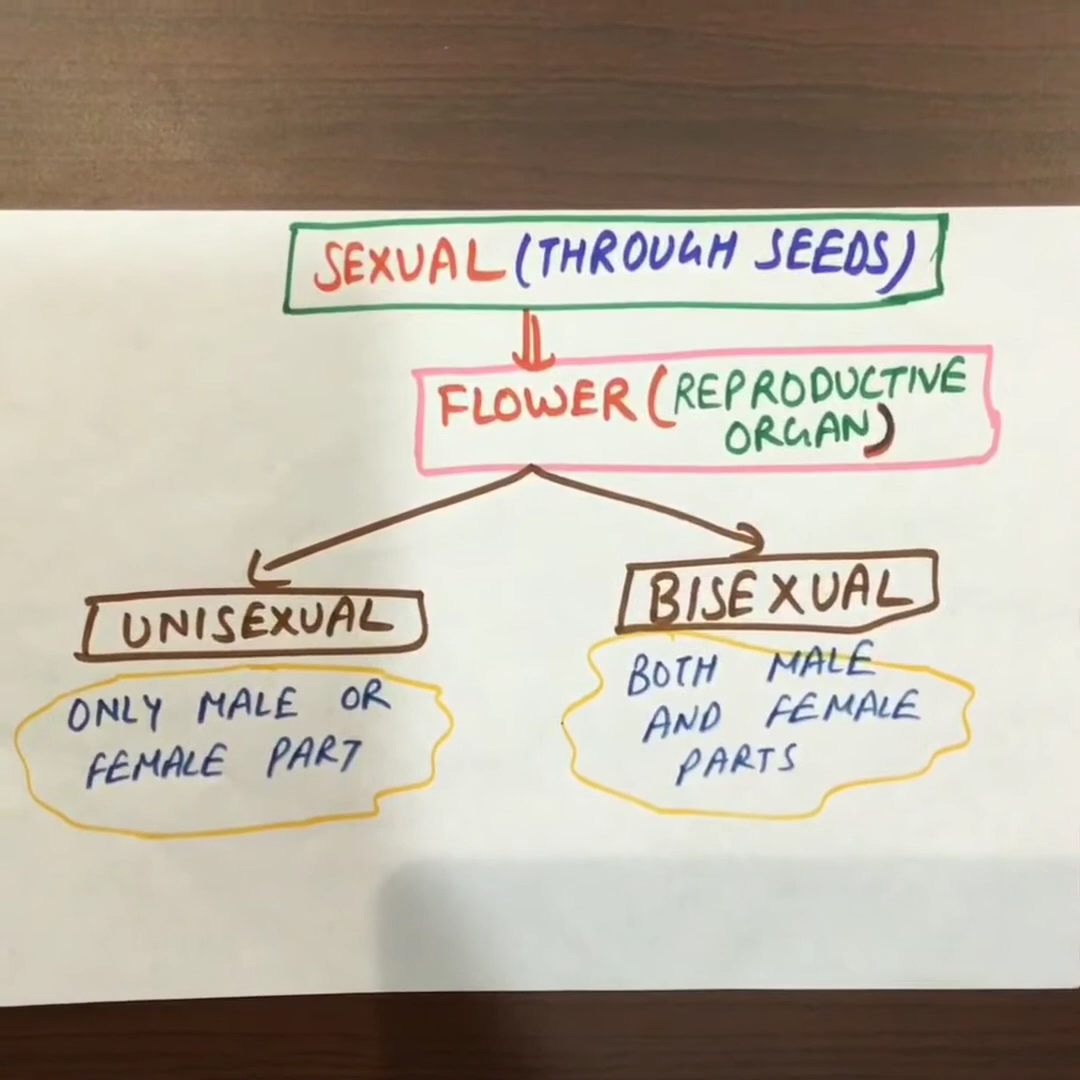 SEXUAL (THROUGH SEEDS)
FLOWER (REPRODUCTIVE
ORGAN)
UNISEXUAL
BISEXUAL
ONLY MALE OR
FEMALE PART
BOTH MALE
AND FEMALE
PARTS